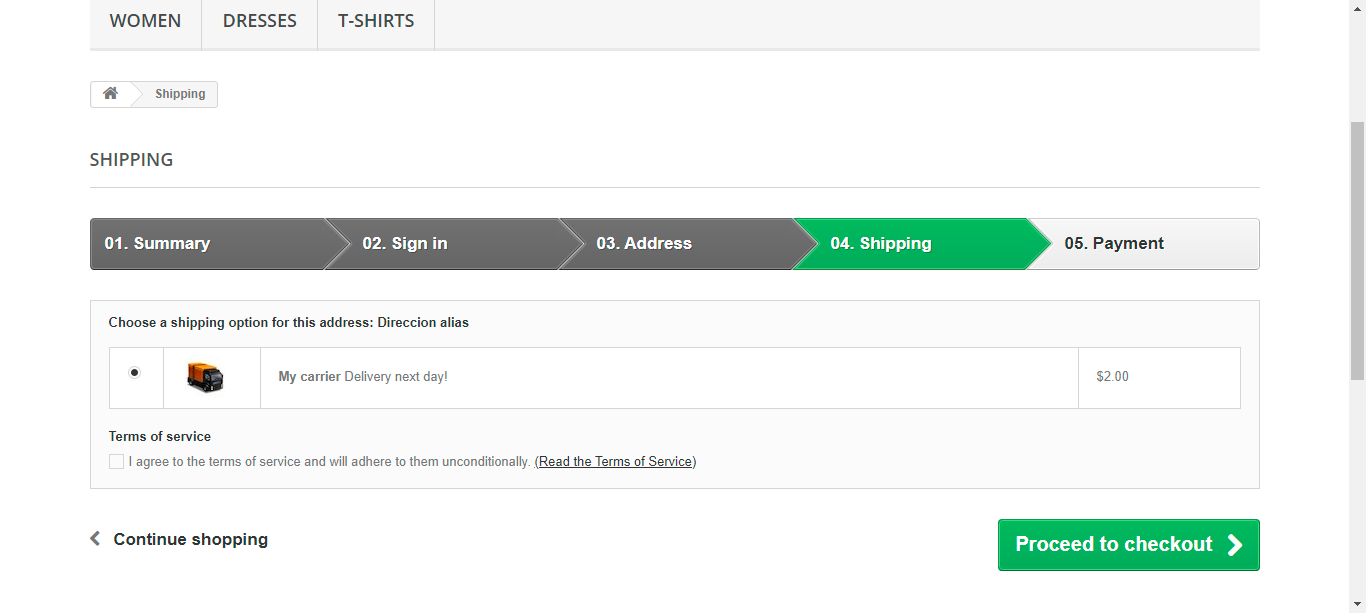 WOMEN DRESSES T-SHIRTS
Shipping
SHIPPING
01. Summary 02. Sign in 03. Address 04. Shipping 05. Payment
Choose a shipping option for this address: Direccion alias
My carrier Delivery next day! $2.00
Terms of service
I agree to the terms of service and will adhere to them unconditionally. (Read the Terms of Service)
Continue shopping
Proceed to checkout